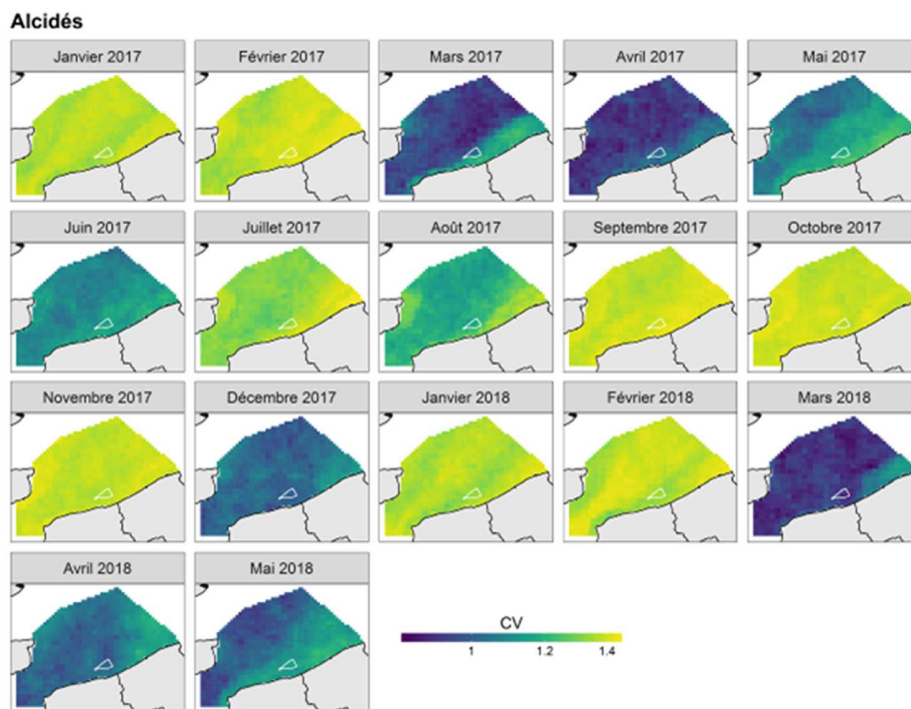 Alcidés
Janvier 2017
Février 2017
Mars 2017
Avril 2017
Mai 2017
Juin 2017
Juillet 2017
Août 2017
Septembre 2017
Octobre 2017
Novembre 2017
Décembre 2017
Janvier 2018
Février 2018
Mars 2018
Avril 2018
Mai 2018
CV
1 1.2 1.4